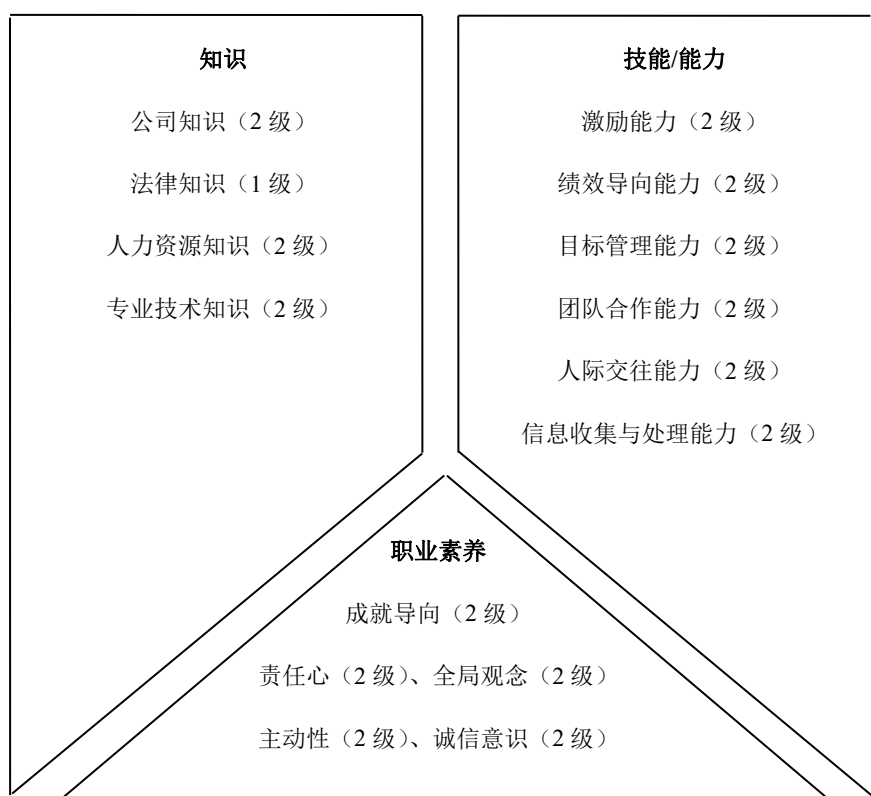 知识
公司知识（2 级）
法律知识（1 级）
人力资源知识（2 级）
专业技术知识（2 级）
技能/能力
激励能力（2 级）
绩效导向能力（2 级）
目标管理能力（2 级）
团队合作能力（2 级）
人际交往能力（2 级）
信息收集与处理能力（2 级）
职业素养
成就导向（2 级）
责任心（2 级）、全局观念（2 级）
主动性（2 级）、诚信意识（2 级）